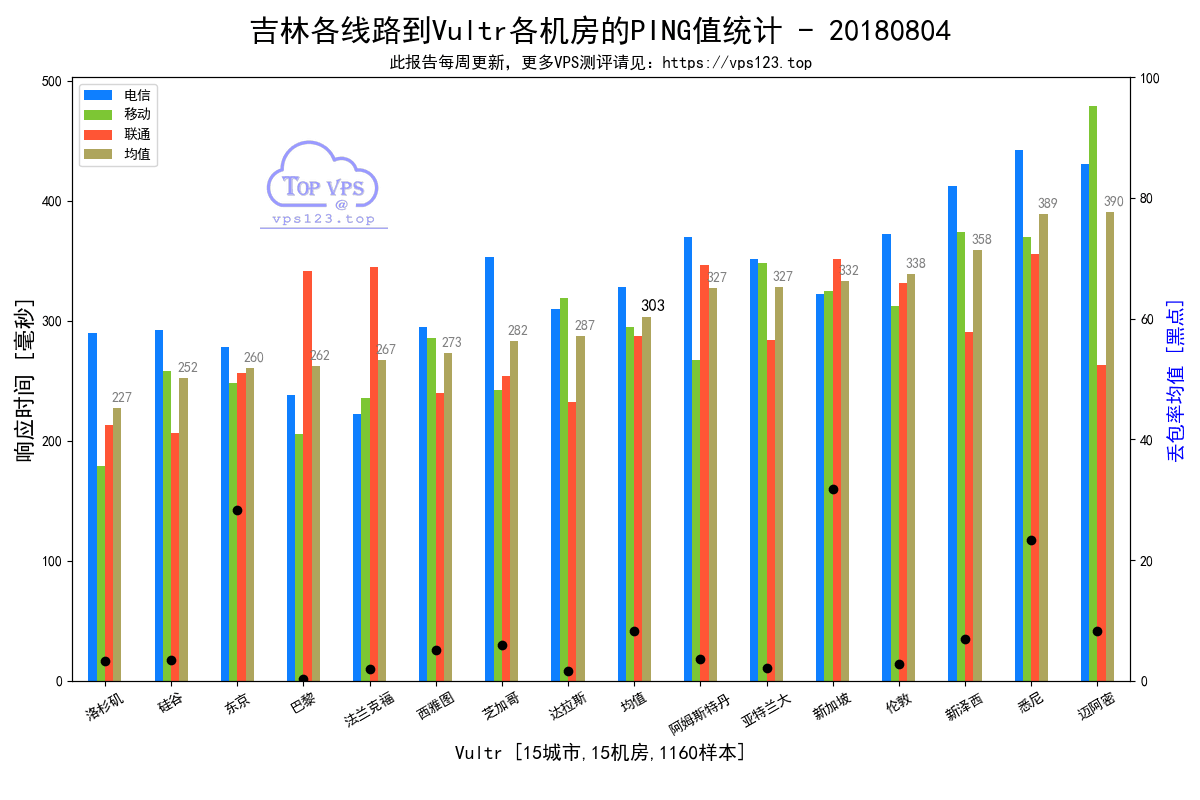 吉林各线路到Vultr各机房的PING值统计 - 20180804
此报告每周更新，更多VPS测评请见：https://vps123.top
500
400
300
200
100
0
响应时间 [毫秒]
电信
移动
联通
均值
TOP VPS
@
vps123.top
227
252
260
262
267
273
282
287
303
327
327
332
338
358
389
390
100
80
60
40
20
0
丢包率均值 [黑点]
洛杉矶
硅谷
东京
巴黎
法兰克福
西雅图
芝加哥
达拉斯
均值
阿姆斯特丹
亚特兰大
新加坡
伦敦
新泽西
悉尼
迈阿密
Vultr [15城市,15机房,1160样本]